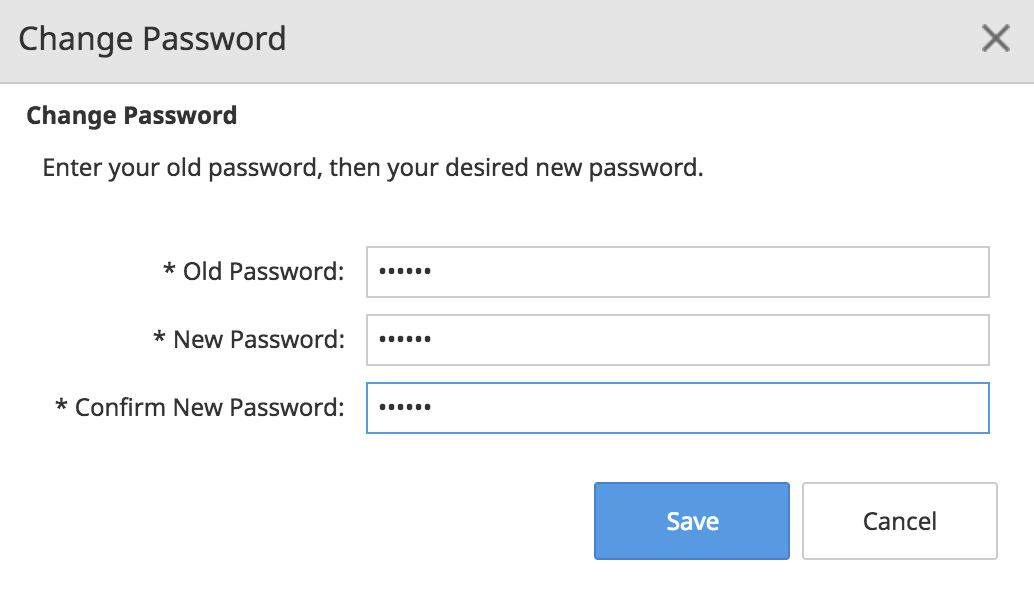 Change Password
Change Password
Enter your old password, then your desired new password.
* Old Password: ••••••
* New Password: ••••••
* Confirm New Password: ••••••
Save Cancel